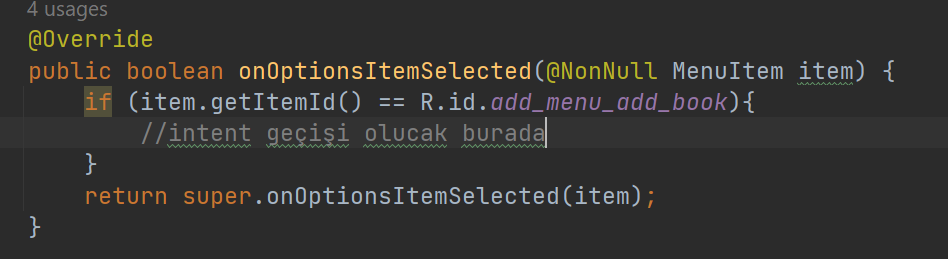 4 usages
@Override
public boolean onOptionsItemSelected(@NonNull MenuItem item) {
if (item.getItemId() == R.id.add_menu_add_book){
//intent geçişi olucak burada
}
return super.onOptionsItemSelected(item);
}